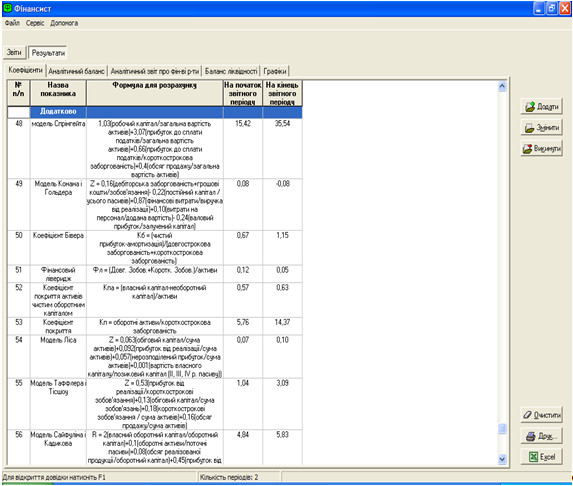 Фінансист
Файл Сервіс Допомога
Звіти Результати
Коефіцієнти Аналітичний баланс Аналітичний звіт про фін-ві р-тти Баланс ліквідності Графіки
№ п/п Назва показника Формула для розрахунку На початок звітного періоду На кінець звітного періоду
Додатково
48 модель Спрінгейта 1,03(робочий капітал/загальна вартість 15,42 35,54
активів)+3,07(прибуток до сплати
податків/загальна вартість
активів)+0,66(прибуток до сплати
податки/короткострокова
заборгованість)+0,4(обсяг продажу/загальна
вартість активів)
49 Модель Конана і Z = 0,16(дебіторська заборгованість+грошові 0,08 -0,08
Гольдера кошти/зобов'язання)- 0,22(постійний капітал /
усього пасивів)+0,87(фінансові витрати/виручка
від реалізації)+0,10(витрати на
персонал/додана вартість)- 0,24(валовий
прибуток/залучений капітал)
50 Коефіцієнт Бівера Кб = (чистий 0,67 1,15
прибуток-амортизація)/(довгострокова
заборгованість+короткострокова
заборгованість)
51 Фінансовий Фл = (Довг. Зобов.+Коротк. Зобов.)/активи 0,12 0,05
ліверидж
52 Коефіцієнт Кпа = (власний капітал-необоротний 0,57 0,63
покриття активів капітал)/активи
чистим оборотним
капіталом
53 Коефіцієнт Кп = оборотні активи/короткострокова 5,76 14,37
покриття заборгованість
54 Модель Ліса Z = 0,063(обіговий капітал/сума 0,07 0,10
активів)+0,092(прибуток від реалізації/сума
активів)+0,057(нерозподілений прибуток/сума
активів)+0,001(вартість власного
капіталу/позиковий капітал (II, III, IV р. пасиву))
55 Модель Таффлера і Z = 0,53(прибуток від 1,04 3,09
Тісшоу реалізації/короткострокові
зобов'язання)+0,13(обіговий капітал/сума
зобов'язань)+0,18(короткострокові
зобов'язання / сума активів)+0,16(обсяг
продажу/сума активів)
56 Модель Сайфуліна і R = 2(власний оборотний капітал/оборотний 4,84 5,83
Кадикова капітал)+0,1(оборотні активи/поточні
пасиви)+0,08(обсяг реалізованої
продукції/оборотний капітал)+0,45(прибуток від
Додати
Змінити
Викинути
Очистити
Друк...
Excel
Для відкриття довідки натисніть F1 Кількість періодів: 2